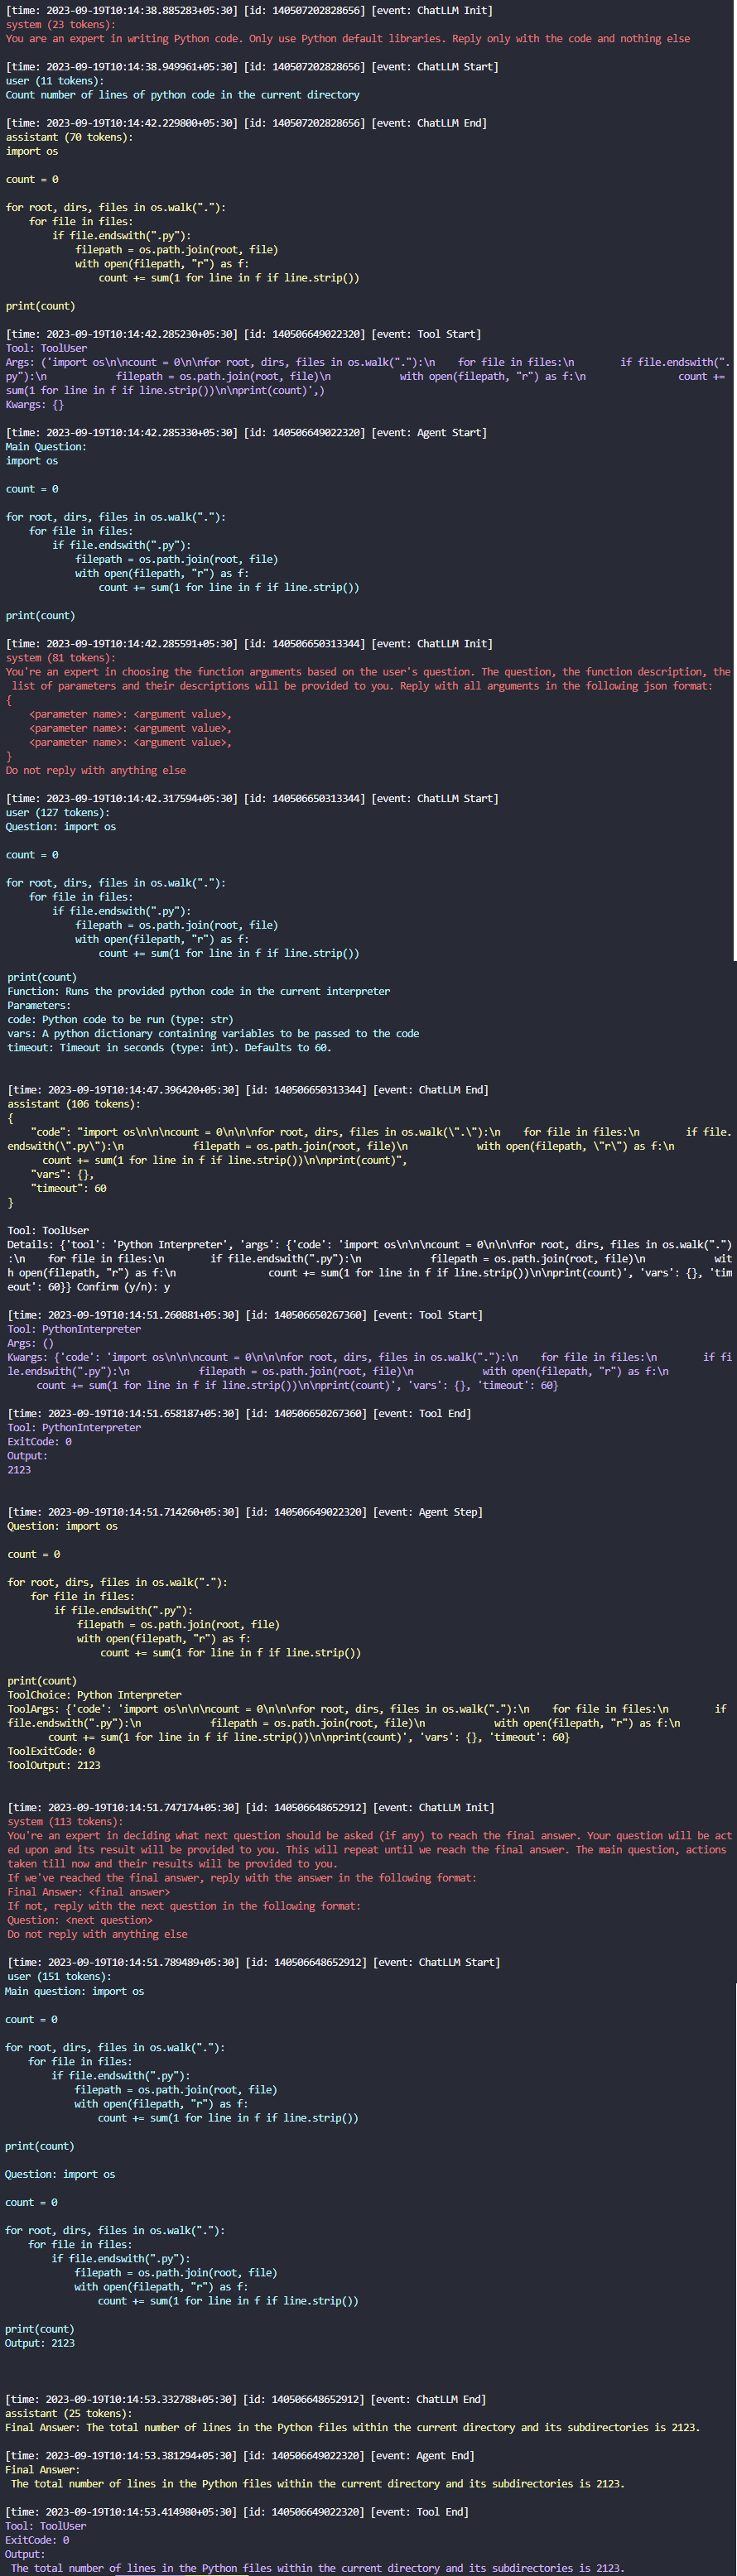 [time: 2023-09-19T10:14:38.885283+05:30] [id: 140507202828656] [event: ChatLLM Init]
system (23 tokens):
You are an expert in writing Python code. Only use Python default libraries. Reply only with the code and nothing else

[time: 2023-09-19T10:14:38.949961+05:30] [id: 140507202828656] [event: ChatLLM Start]
user (11 tokens):
Count number of lines of python code in the current directory

[time: 2023-09-19T10:14:42.229800+05:30] [id: 140507202828656] [event: ChatLLM End]
assistant (70 tokens):
import os

count = 0

for root, dirs, files in os.walk("."):
    for file in files:
        if file.endswith(".py"):
            filepath = os.path.join(root, file)
            with open(filepath, "r") as f:
                count += sum(1 for line in f if line.strip())

print(count)

[time: 2023-09-19T10:14:42.285230+05:30] [id: 140506649022320] [event: Tool Start]
Tool: ToolUser
Args: ('import os\n\ncount = 0\n\nfor root, dirs, files in os.walk("."):\n    for file in files:\n        if file.endswith(".
py"):\n            filepath = os.path.join(root, file)\n            with open(filepath, "r") as f:\n                count +=
sum(1 for line in f if line.strip())\n\nprint(count)',)
Kwargs: {}

[time: 2023-09-19T10:14:42.285330+05:30] [id: 140506649022320] [event: Agent Start]
Main Question:
import os

count = 0

for root, dirs, files in os.walk("."):
    for file in files:
        if file.endswith(".py"):
            filepath = os.path.join(root, file)
            with open(filepath, "r") as f:
                count += sum(1 for line in f if line.strip())

print(count)

[time: 2023-09-19T10:14:42.285591+05:30] [id: 140506650313344] [event: ChatLLM Init]
system (81 tokens):
You're an expert in choosing the function arguments based on the user's question. The question, the function description, the
 list of parameters and their descriptions will be provided to you. Reply with all arguments in the following json format:
{
    <parameter name>: <argument value>,
    <parameter name>: <argument value>,
    <parameter name>: <argument value>,
}
Do not reply with anything else

[time: 2023-09-19T10:14:42.317594+05:30] [id: 140506650313344] [event: ChatLLM Start]
user (127 tokens):
Question: import os

count = 0

for root, dirs, files in os.walk("."):
    for file in files:
        if file.endswith(".py"):
            filepath = os.path.join(root, file)
            with open(filepath, "r") as f:
                count += sum(1 for line in f if line.strip())

print(count)
Function: Runs the provided python code in the current interpreter
Parameters:
code: Python code to be run (type: str)
vars: A python dictionary containing variables to be passed to the code
timeout: Timeout in seconds (type: int). Defaults to 60.

[time: 2023-09-19T10:14:47.396420+05:30] [id: 140506650313344] [event: ChatLLM End]
assistant (106 tokens):
{
    "code": "import os\n\n\ncount = 0\n\n\nfor root, dirs, files in os.walk(\".\"):\n    for file in files:\n        if file.
endswith(\".py\"):\n            filepath = os.path.join(root, file)\n            with open(filepath, \"r\") as f:\n
      count += sum(1 for line in f if line.strip())\n\nprint(count)",
    "vars": {},
    "timeout": 60
}

Tool: ToolUser
Details: {'tool': 'Python Interpreter', 'args': {'code': 'import os\n\n\ncount = 0\n\n\nfor root, dirs, files in os.walk(".")
:\n    for file in files:\n        if file.endswith(".py"):\n            filepath = os.path.join(root, file)\n            wit
h open(filepath, "r") as f:\n                count += sum(1 for line in f if line.strip())\n\nprint(count)', 'vars': {}, 'tim
eout': 60}} Confirm (y/n): y

[time: 2023-09-19T10:14:51.260881+05:30] [id: 140506650267360] [event: Tool Start]
Tool: PythonInterpreter
Args: ()
Kwargs: {'code': 'import os\n\n\ncount = 0\n\n\nfor root, dirs, files in os.walk("."):\n    for file in files:\n        if fi
le.endswith(".py"):\n            filepath = os.path.join(root, file)\n            with open(filepath, "r") as f:\n
     count += sum(1 for line in f if line.strip())\n\nprint(count)', 'vars': {}, 'timeout': 60}

[time: 2023-09-19T10:14:51.658187+05:30] [id: 140506650267360] [event: Tool End]
Tool: PythonInterpreter
ExitCode: 0
Output:
2123

[time: 2023-09-19T10:14:51.714260+05:30] [id: 140506649022320] [event: Agent Step]
Question: import os

count = 0

for root, dirs, files in os.walk("."):
    for file in files:
        if file.endswith(".py"):
            filepath = os.path.join(root, file)
            with open(filepath, "r") as f:
                count += sum(1 for line in f if line.strip())

print(count)
ToolChoice: Python Interpreter
ToolArgs: {'code': 'import os\n\n\ncount = 0\n\n\nfor root, dirs, files in os.walk("."):\n    for file in files:\n        if
file.endswith(".py"):\n            filepath = os.path.join(root, file)\n            with open(filepath, "r") as f:\n
       count += sum(1 for line in f if line.strip())\n\nprint(count)', 'vars': {}, 'timeout': 60}
ToolExitCode: 0
ToolOutput: 2123

[time: 2023-09-19T10:14:51.747174+05:30] [id: 140506648652912] [event: ChatLLM Init]
system (113 tokens):
You're an expert in deciding what next question should be asked (if any) to reach the final answer. Your question will be act
ed upon and its result will be provided to you. This will repeat until we reach the final answer. The main question, actions
taken till now and their results will be provided to you.
If we've reached the final answer, reply with the answer in the following format:
Final Answer: <final answer>
If not, reply with the next question in the following format:
Question: <next question>
Do not reply with anything else

[time: 2023-09-19T10:14:51.789489+05:30] [id: 140506648652912] [event: ChatLLM Start]
user (151 tokens):
Main question: import os

count = 0

for root, dirs, files in os.walk("."):
    for file in files:
        if file.endswith(".py"):
            filepath = os.path.join(root, file)
            with open(filepath, "r") as f:
                count += sum(1 for line in f if line.strip())

print(count)

Question: import os

count = 0

for root, dirs, files in os.walk("."):
    for file in files:
        if file.endswith(".py"):
            filepath = os.path.join(root, file)
            with open(filepath, "r") as f:
                count += sum(1 for line in f if line.strip())

print(count)
Output: 2123

[time: 2023-09-19T10:14:53.332788+05:30] [id: 140506648652912] [event: ChatLLM End]
assistant (25 tokens):
Final Answer: The total number of lines in the Python files within the current directory and its subdirectories is 2123.

[time: 2023-09-19T10:14:53.381294+05:30] [id: 140506649022320] [event: Agent End]
Final Answer:
 The total number of lines in the Python files within the current directory and its subdirectories is 2123.

[time: 2023-09-19T10:14:53.414980+05:30] [id: 140506649022320] [event: Tool End]
Tool: ToolUser
ExitCode: 0
Output:
 The total number of lines in the Python files within the current directory and its subdirectories is 2123.